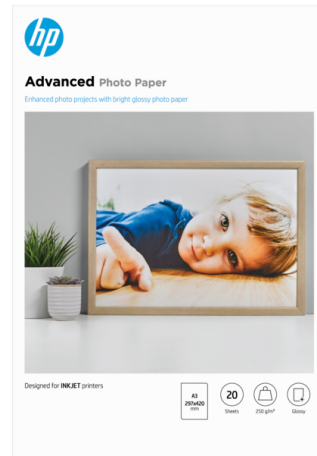 hp
Advanced Photo Paper
Enhanced photo projects with bright glossy photo paper
Designed for INKJET printers
A3
297x420
mm
20
Sheets
250 g/m²
Glossy